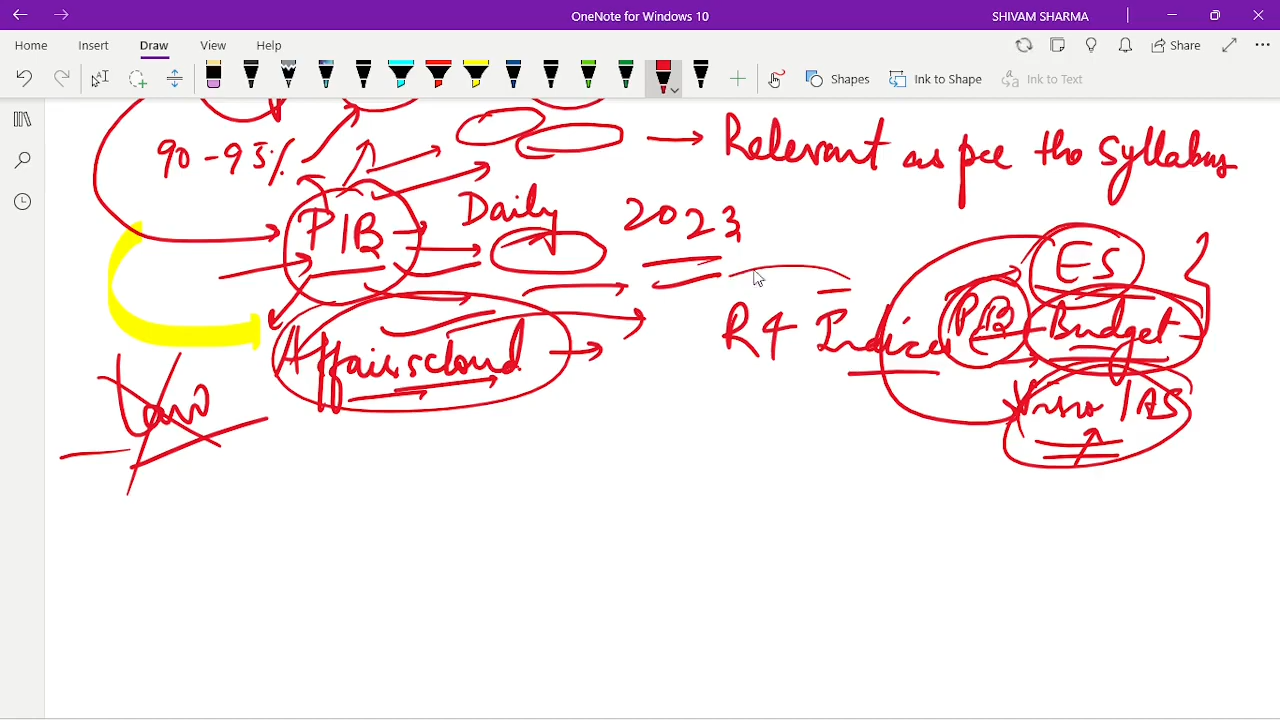 OneNote for Windows 10
SHIVAM SHARMA
Home Insert Draw View Help
Share
Shapes
Ink to Shape
Ink to Text
90-95%
Relevant as per the syllabus
PIB
Daily
2023
ES
R4 Indices
PIB
Budget
Affairscloud
IAS